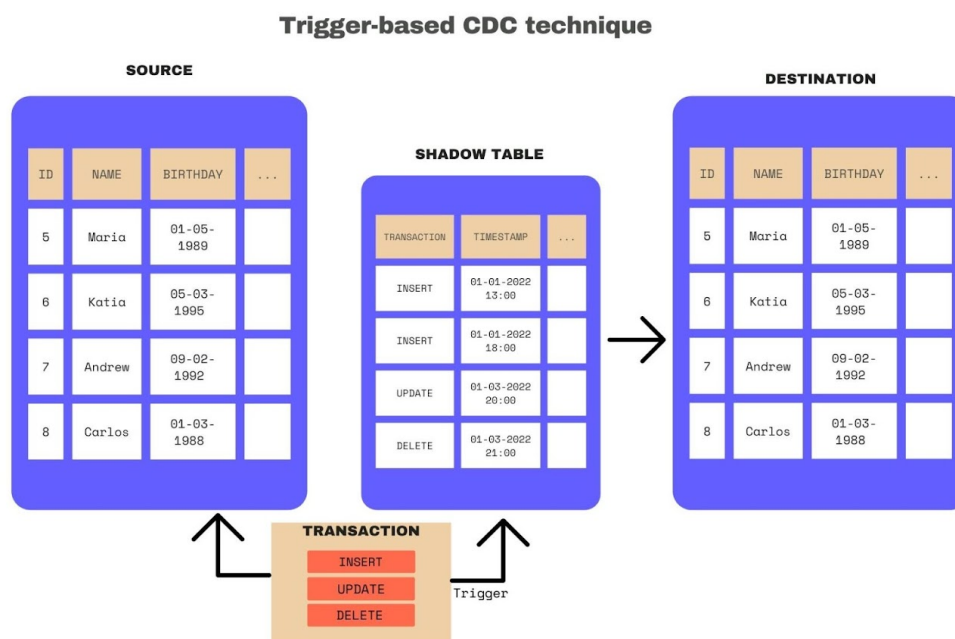 Trigger-based CDC technique
SOURCE
ID NAME BIRTHDAY ...
5 Maria 01-05-
1989
6 Katia 05-03-
1995
7 Andrew 09-02-
1992
8 Carlos 01-03-
1988
SHADOW TABLE
TRANSACTION TIMESTAMP ...
INSERT 01-01-2022
13:00
INSERT 01-01-2022
18:00
UPDATE 01-03-2022
20:00
DELETE 01-03-2022
21:00
DESTINATION
ID NAME BIRTHDAY ...
5 Maria 01-05-
1989
6 Katia 05-03-
1995
7 Andrew 09-02-
1992
8 Carlos 01-03-
1988
TRANSACTION
INSERT
UPDATE
DELETE
Trigger